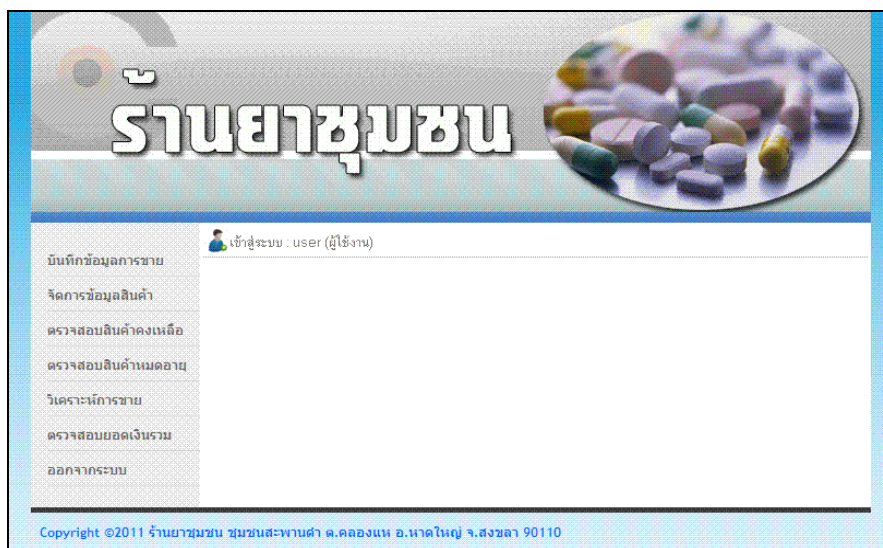 ร้านยาชุมชน
เข้าสู่ระบบ : user (ผู้ใช้งาน)
บันทึกข้อมูลการขาย
จัดการข้อมูลสินค้า
ตรวจสอบสินค้าคงเหลือ
ตรวจสอบสินค้าหมดอายุ
วิเคราะห์การขาย
ตรวจสอบยอดเงินรวม
ออกจากระบบ
Copyright ©2011 ร้านยาชุมชน ชุมชนสะพานดำ ต.คลองแห อ.หาดใหญ่ จ.สงขลา 90110